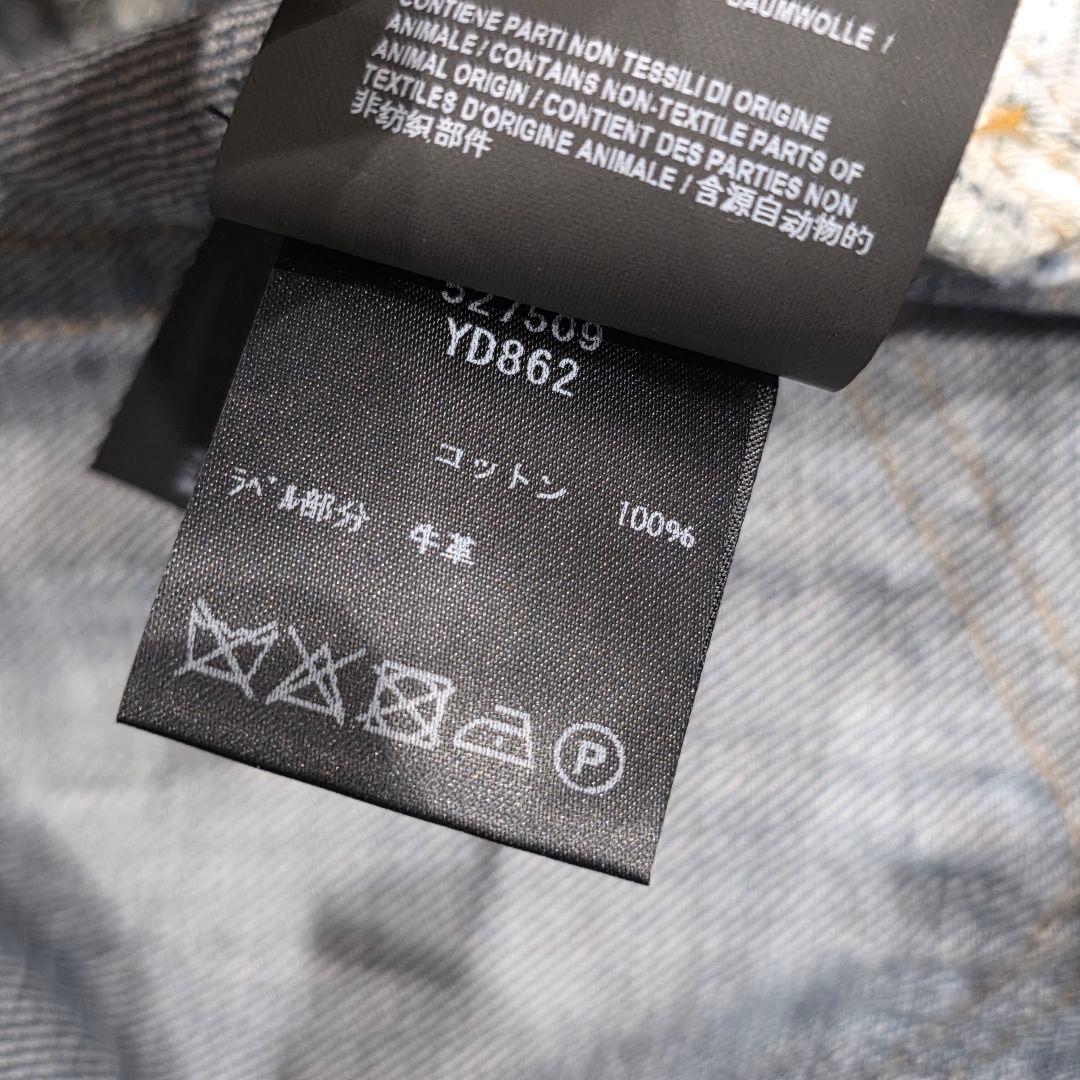 BAUMWOLLE /
CONTIENE PARTI NON TESSILI DI ORIGINE
ANIMALE / CONTAINS NON-TEXTILE PARTS OF
ANIMAL ORIGIN / CONTIENT DES PARTIES NON
TEXTILES D'ORIGINE ANIMALE / 含源自动物的
非纺织部件
527509
YD862
コットン 100%
ラベル部分 牛革
P